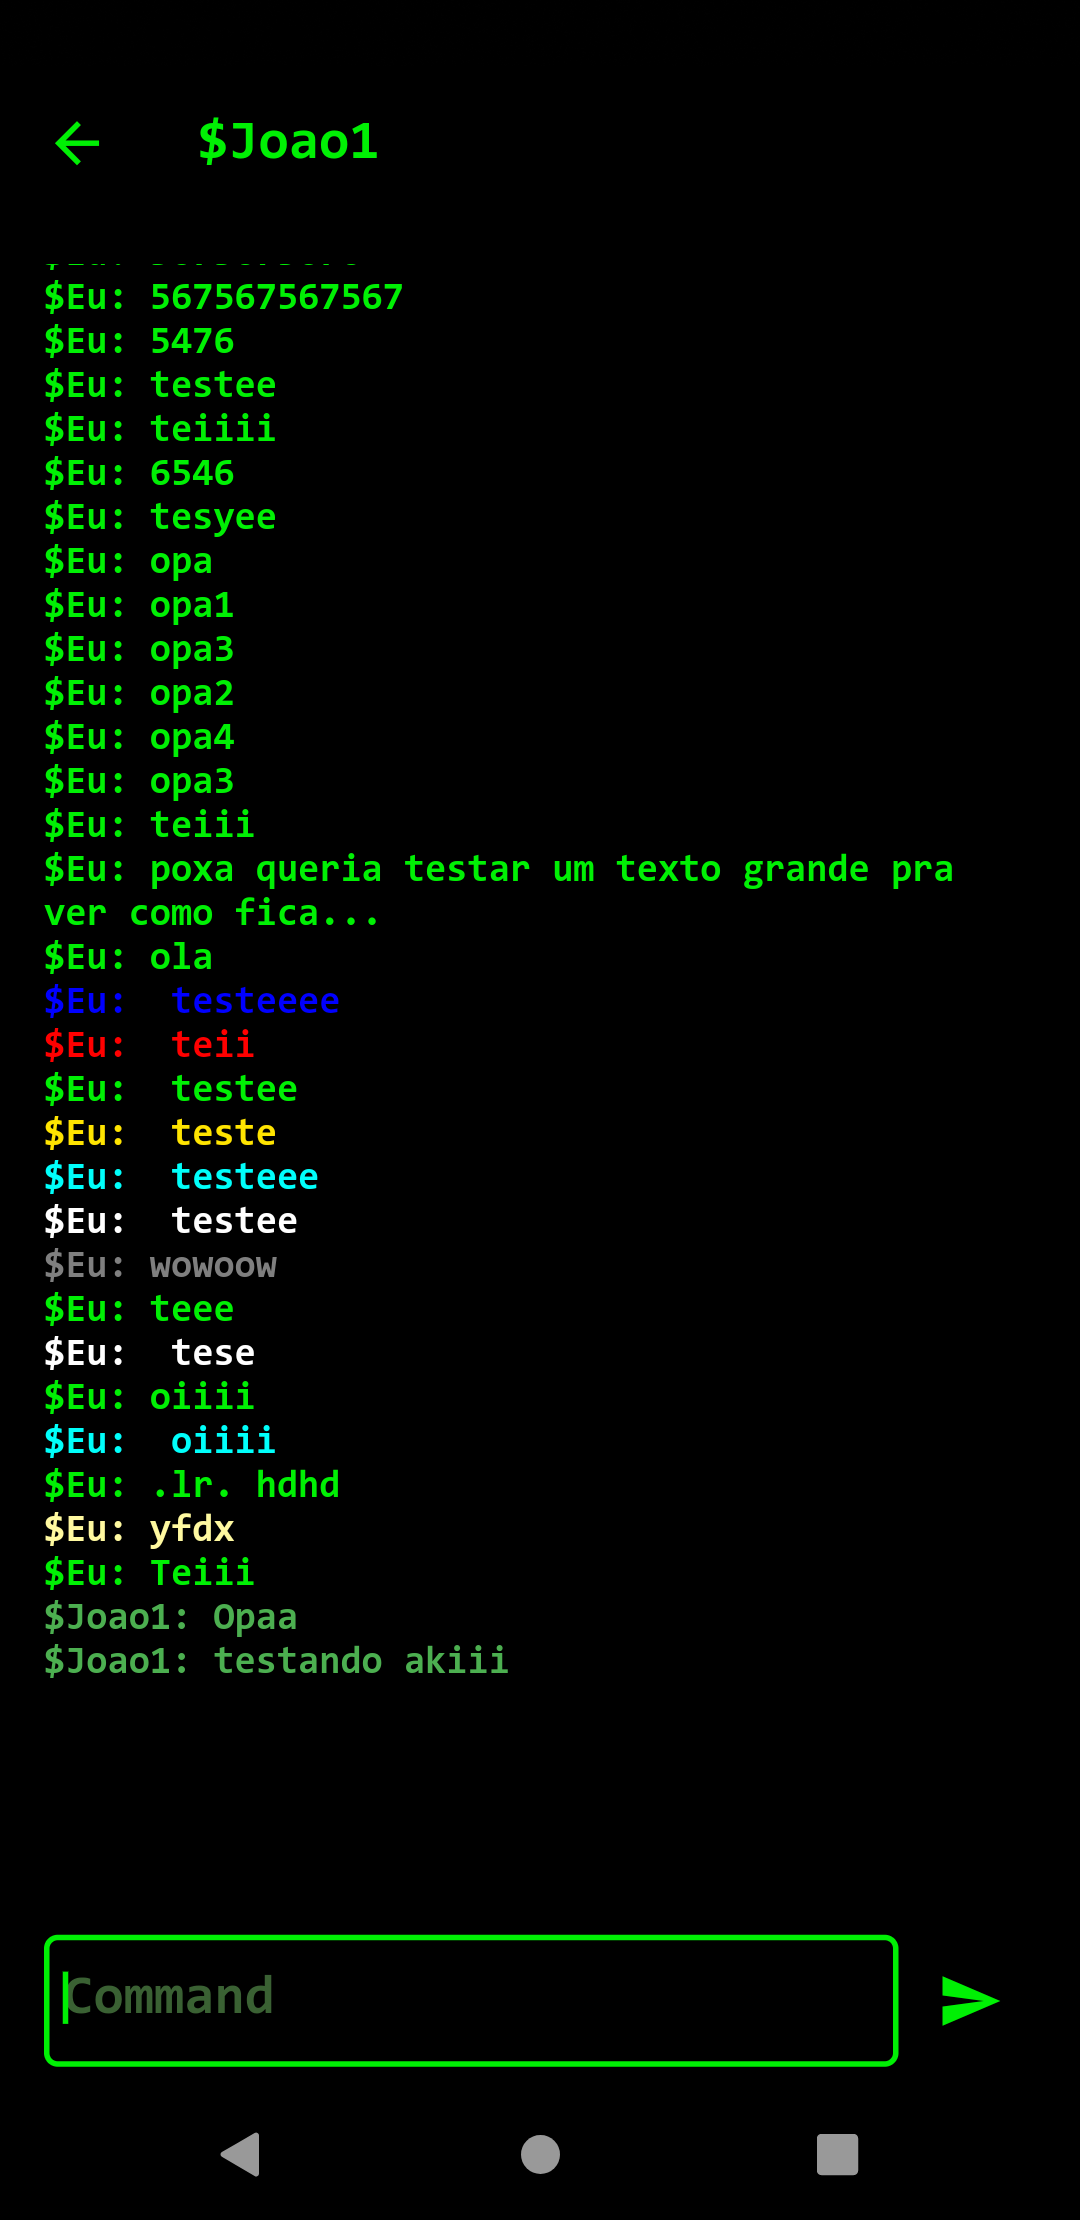 $Joao1
$Eu: 567567567567
$Eu: 5476
$Eu: testee
$Eu: teiiii
$Eu: 6546
$Eu: tesyee
$Eu: opa
$Eu: opa1
$Eu: opa3
$Eu: opa2
$Eu: opa4
$Eu: opa3
$Eu: teiii
$Eu: poxa queria testar um texto grande pra
ver como fica...
$Eu: ola
$Eu:  testeeee
$Eu:  teii
$Eu:  testee
$Eu:  teste
$Eu:  testeee
$Eu:  testee
$Eu: wowoow
$Eu: teee
$Eu:  tese
$Eu: oiiii
$Eu:  oiiii
$Eu: .lr. hdhd
$Eu: yfdx
$Eu: Teiii
$Joao1: Opaa
$Joao1: testando akiii
Command